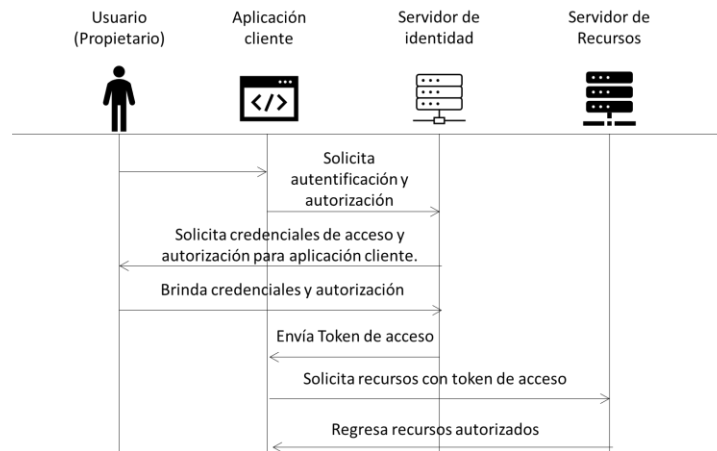 Usuario
(Propietario)
Aplicación
cliente
Servidor de
identidad
Servidor de
Recursos
</>
Solicita
autentificación y
autorización
Solicita credenciales de acceso y
autorización para aplicación cliente.
Brinda credenciales y autorización
Envía Token de acceso
Solicita recursos con token de acceso
Regresa recursos autorizados